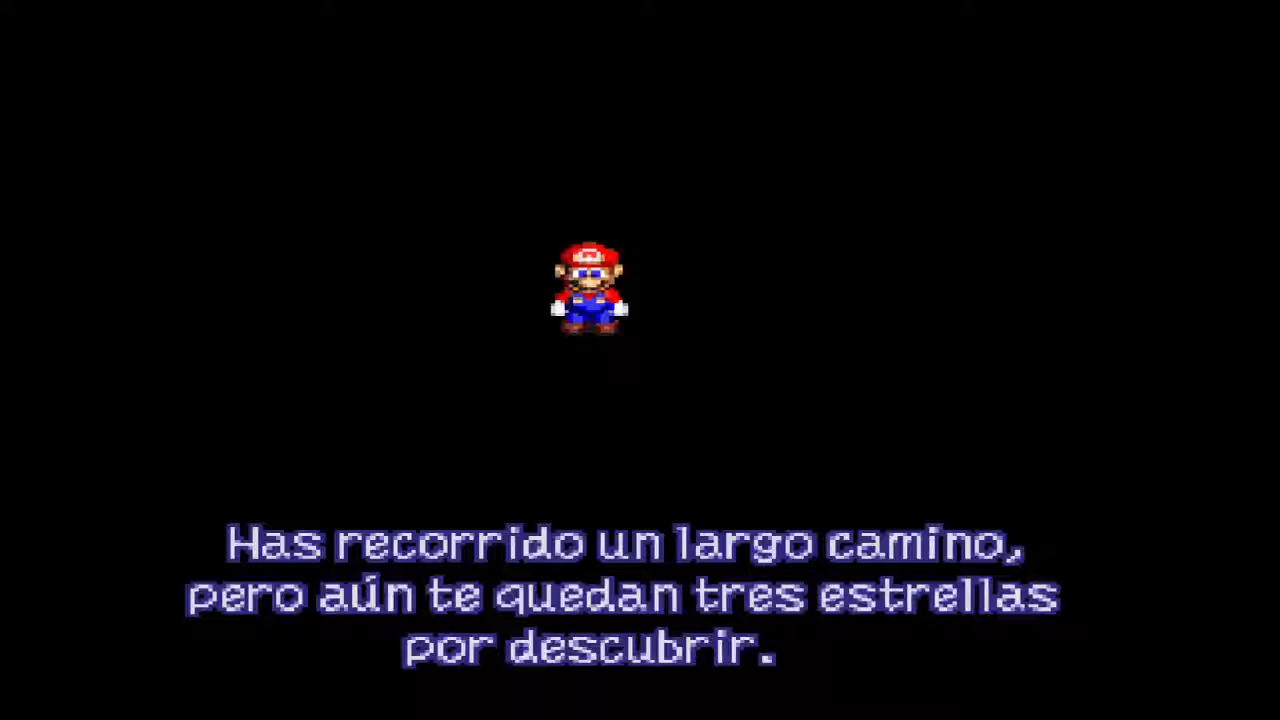 Has recorrido un largo camino,
pero aún te quedan tres estrellas
por descubrir.